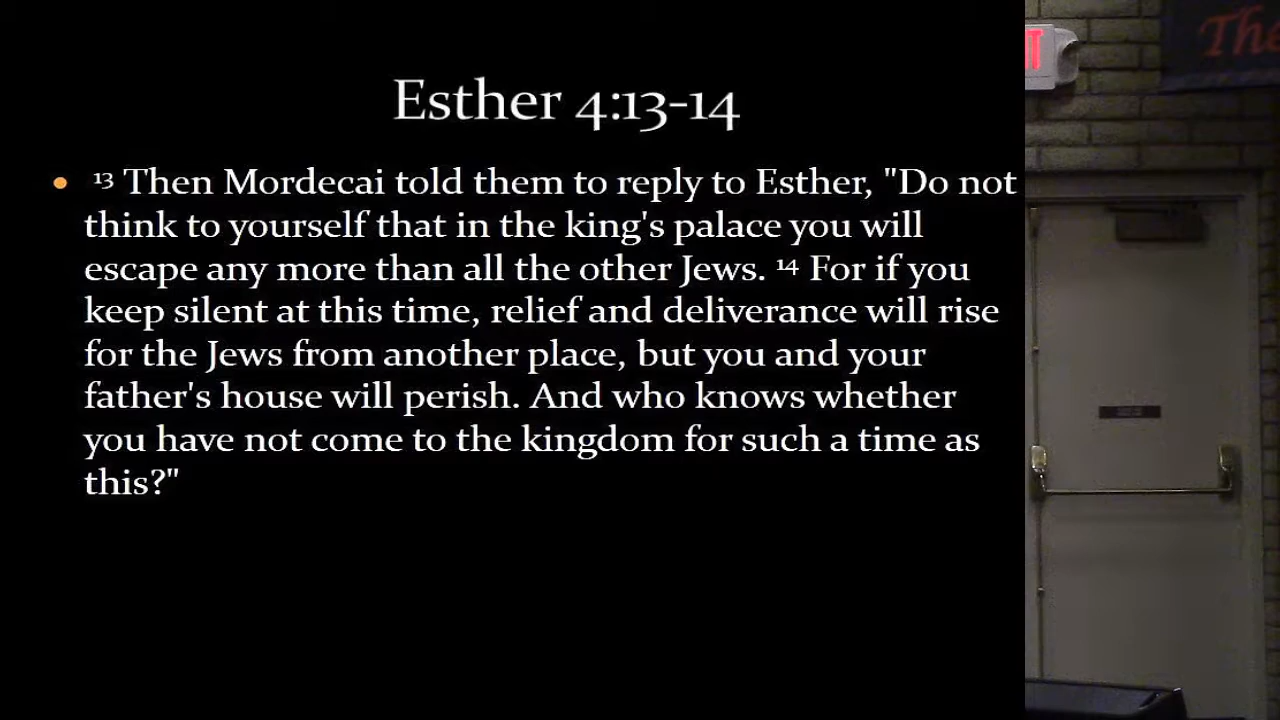 Esther 4:13-14
• ¹³ Then Mordecai told them to reply to Esther, "Do not
think to yourself that in the king's palace you will
escape any more than all the other Jews. ¹⁴ For if you
keep silent at this time, relief and deliverance will rise
for the Jews from another place, but you and your
father's house will perish. And who knows whether
you have not come to the kingdom for such a time as
this?"
The